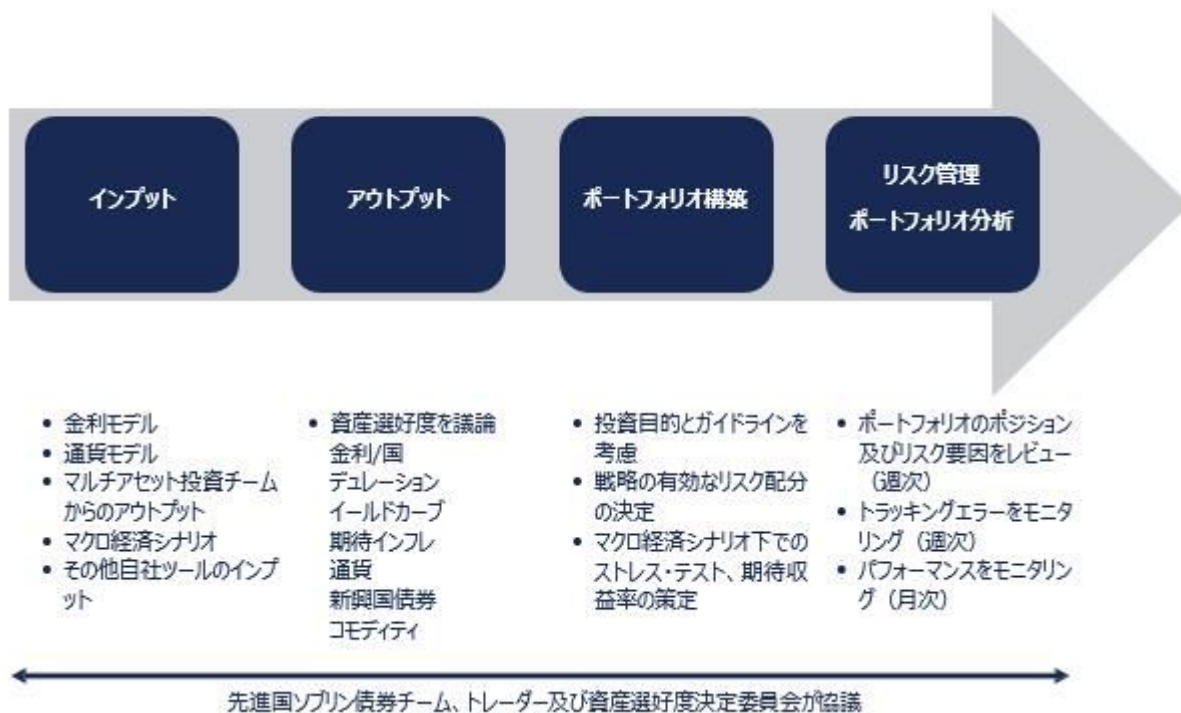 インプット
アウトプット
ポートフォリオ構築
リスク管理
ポートフォリオ分析
• 金利モデル
• 通貨モデル
• マルチアセット投資チーム
からのアウトプット
• マクロ経済シナリオ
• その他自社ツールのインプ
ット
• 資産選好度を議論
金利/国
デュレーション
イールドカーブ
期待インフレ
通貨
新興国債券
コモディティ
• 投資目的とガイドラインを
考慮
• 戦略の有効なリスク配分
の決定
• マクロ経済シナリオ下での
ストレス・テスト、期待収
益率の策定
• ポートフォリオのポジション
及びリスク要因をレビュー
（週次）
• トラッキングエラーをモニタ
リング（週次）
• パフォーマンスをモニタリン
グ（月次）
先進国ソブリン債券チーム、トレーダー及び資産選好度決定委員会が協議